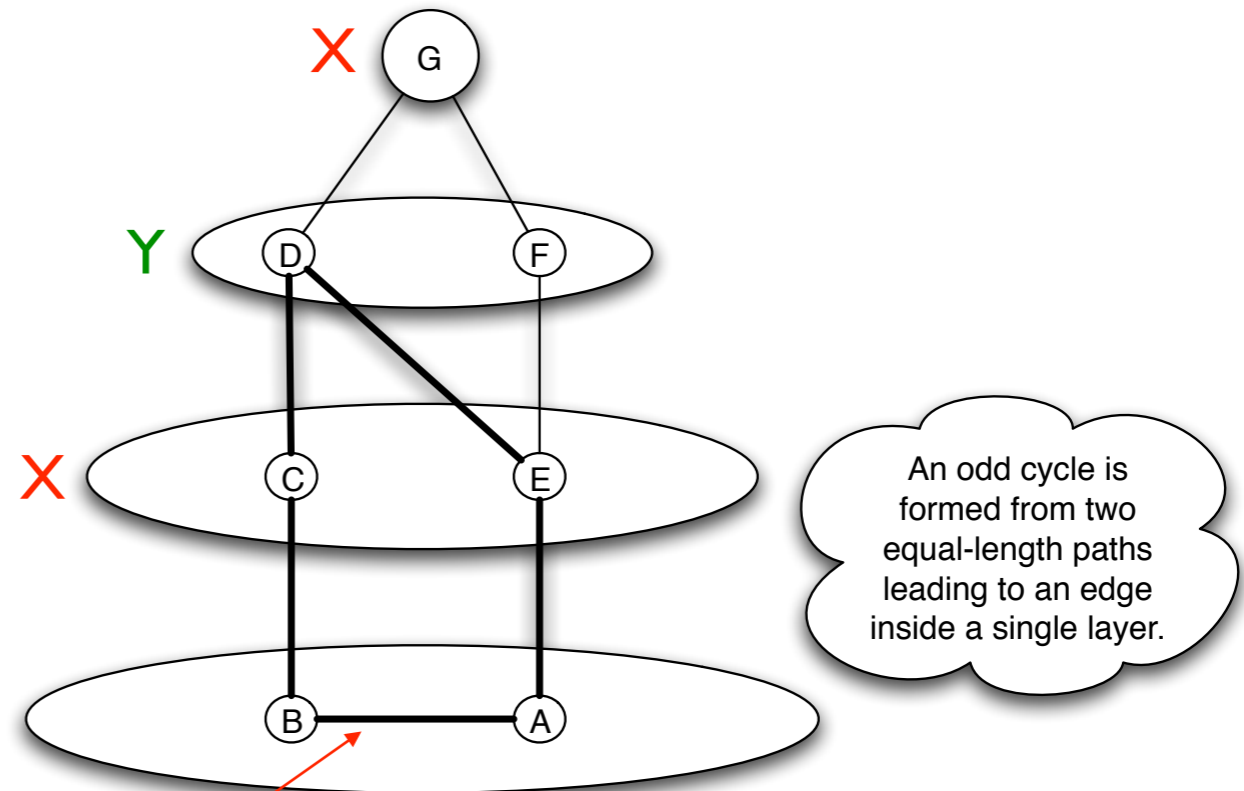 X
G
Y
D
F
X
C
E
An odd cycle is
formed from two
equal-length paths
leading to an edge
inside a single layer.
B
A